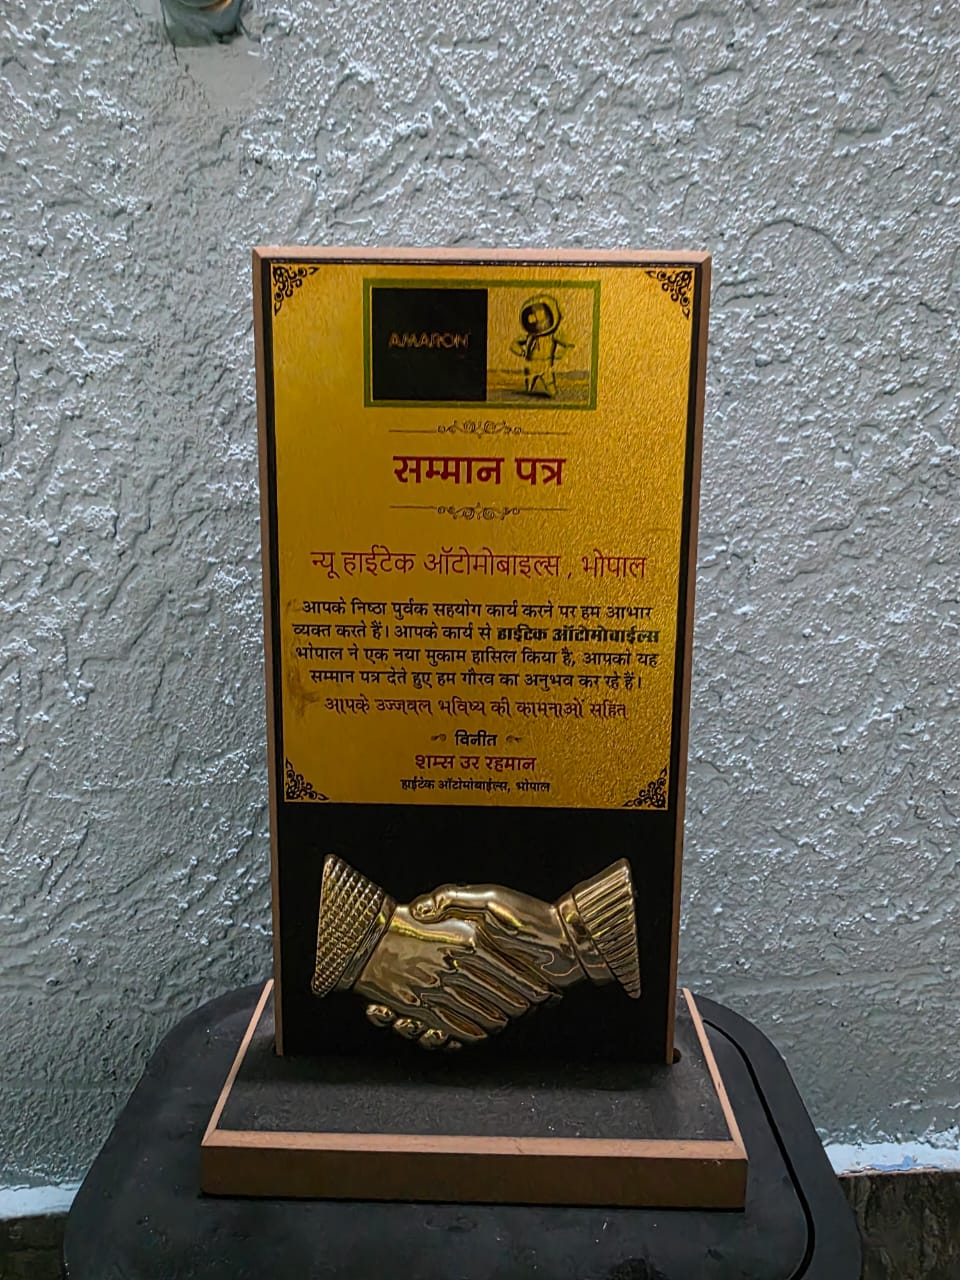 AMARON
सम्मान पत्र
न्यू हाईटेक ऑटोमोबाइल्स, भोपाल
आपके निष्ठा पुर्वक सहयोग कार्य करने पर हम आभार
व्यक्त करते हैं। आपके कार्य से हाईटेक ऑटोमोबाईल्स
भोपाल ने एक नया मुकाम हासिल किया है, आपको यह
सम्मान पत्र देते हुए हम गौरव का अनुभव कर रहे हैं।
आपके उज्जवल भविष्य की कामनाओं सहित
विनीत
शम्स उर रहमान
हाईटेक ऑटोमोबाईल्स, भोपाल